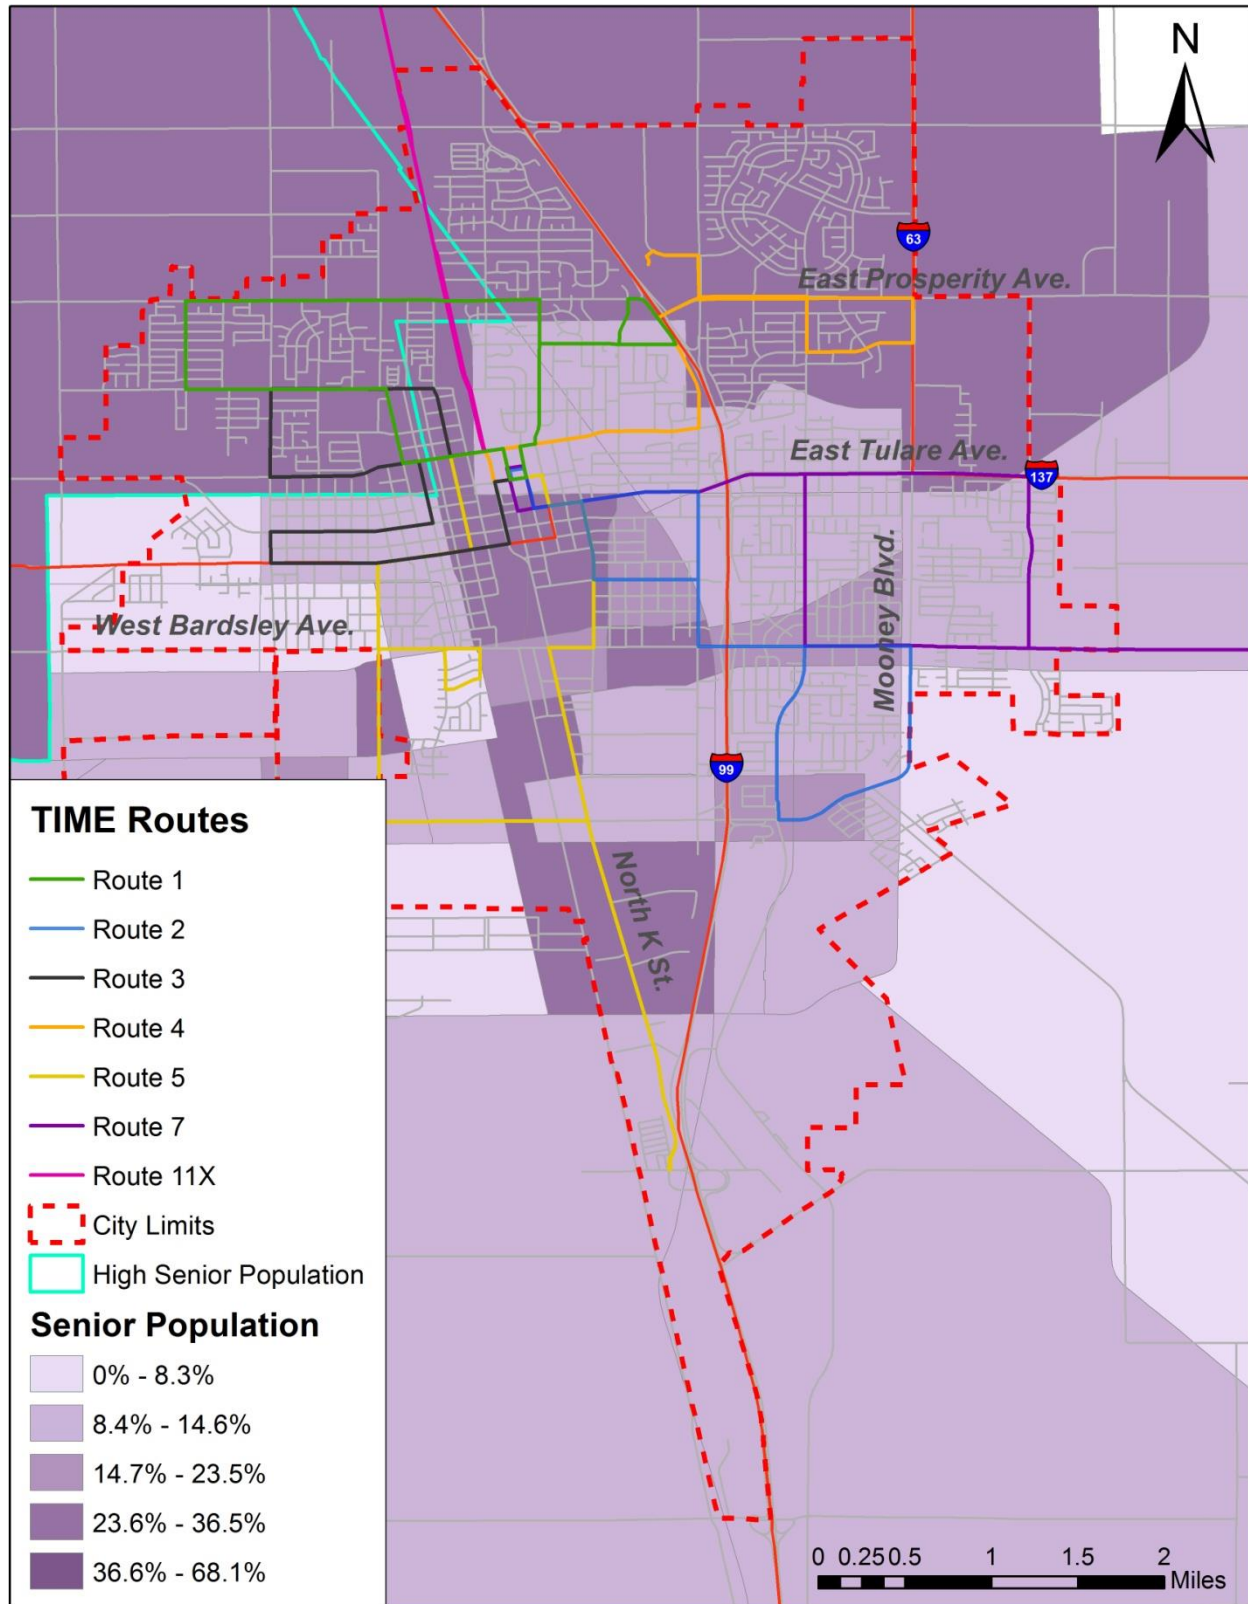 N
63
East Prosperity Ave.
East Tulare Ave.
137
Mooney Blvd.
West Bardsley Ave.
99
North K St.
TIME Routes
Route 1
Route 2
Route 3
Route 4
Route 5
Route 7
Route 11X
City Limits
High Senior Population
Senior Population
0% - 8.3%
8.4% - 14.6%
14.7% - 23.5%
23.6% - 36.5%
36.6% - 68.1%
0 0.25 0.5 1 1.5 2
Miles